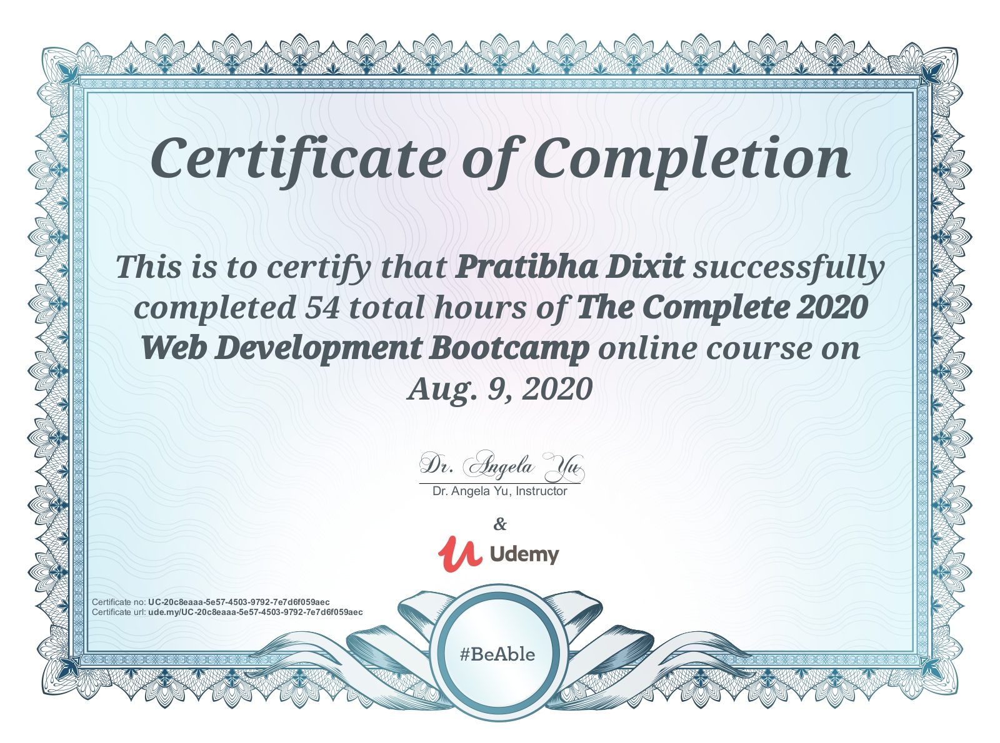 Certificate of Completion
This is to certify that Pratibha Dixit successfully
completed 54 total hours of The Complete 2020
Web Development Bootcamp online course on
Aug. 9, 2020
Dr. Angela Yu
Dr. Angela Yu, Instructor
&
Udemy
Certificate no: UC-20c8eaaa-5e57-4503-9792-7e7d6f059aec
Certificate url: ude.my/UC-20c8eaaa-5e57-4503-9792-7e7d6f059aec
#BeAble